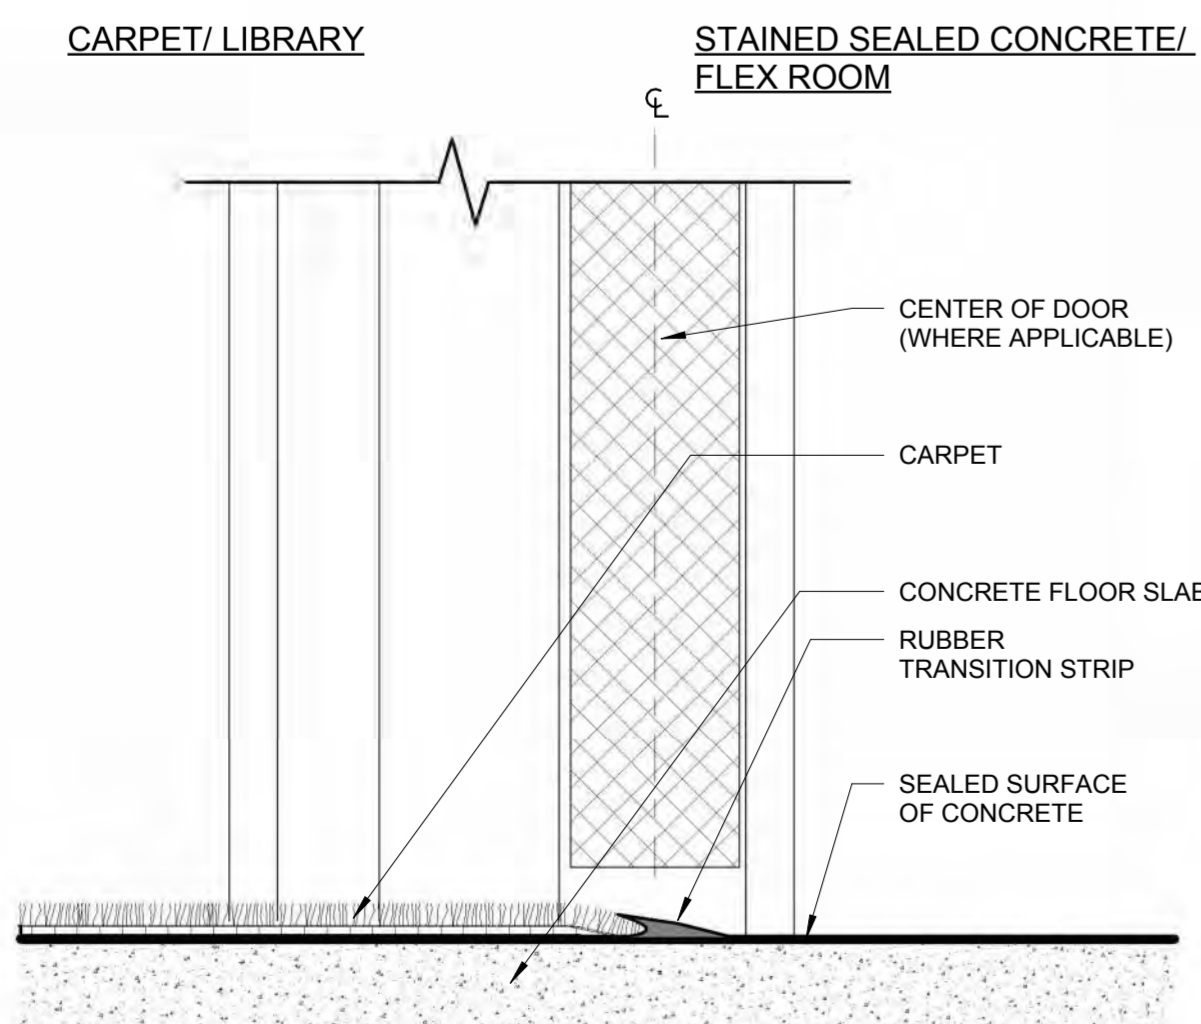 CARPET/ LIBRARY
STAINED SEALED CONCRETE/
FLEX ROOM
℄
CENTER OF DOOR
(WHERE APPLICABLE)
CARPET
CONCRETE FLOOR SLAB
RUBBER
TRANSITION STRIP
SEALED SURFACE
OF CONCRETE